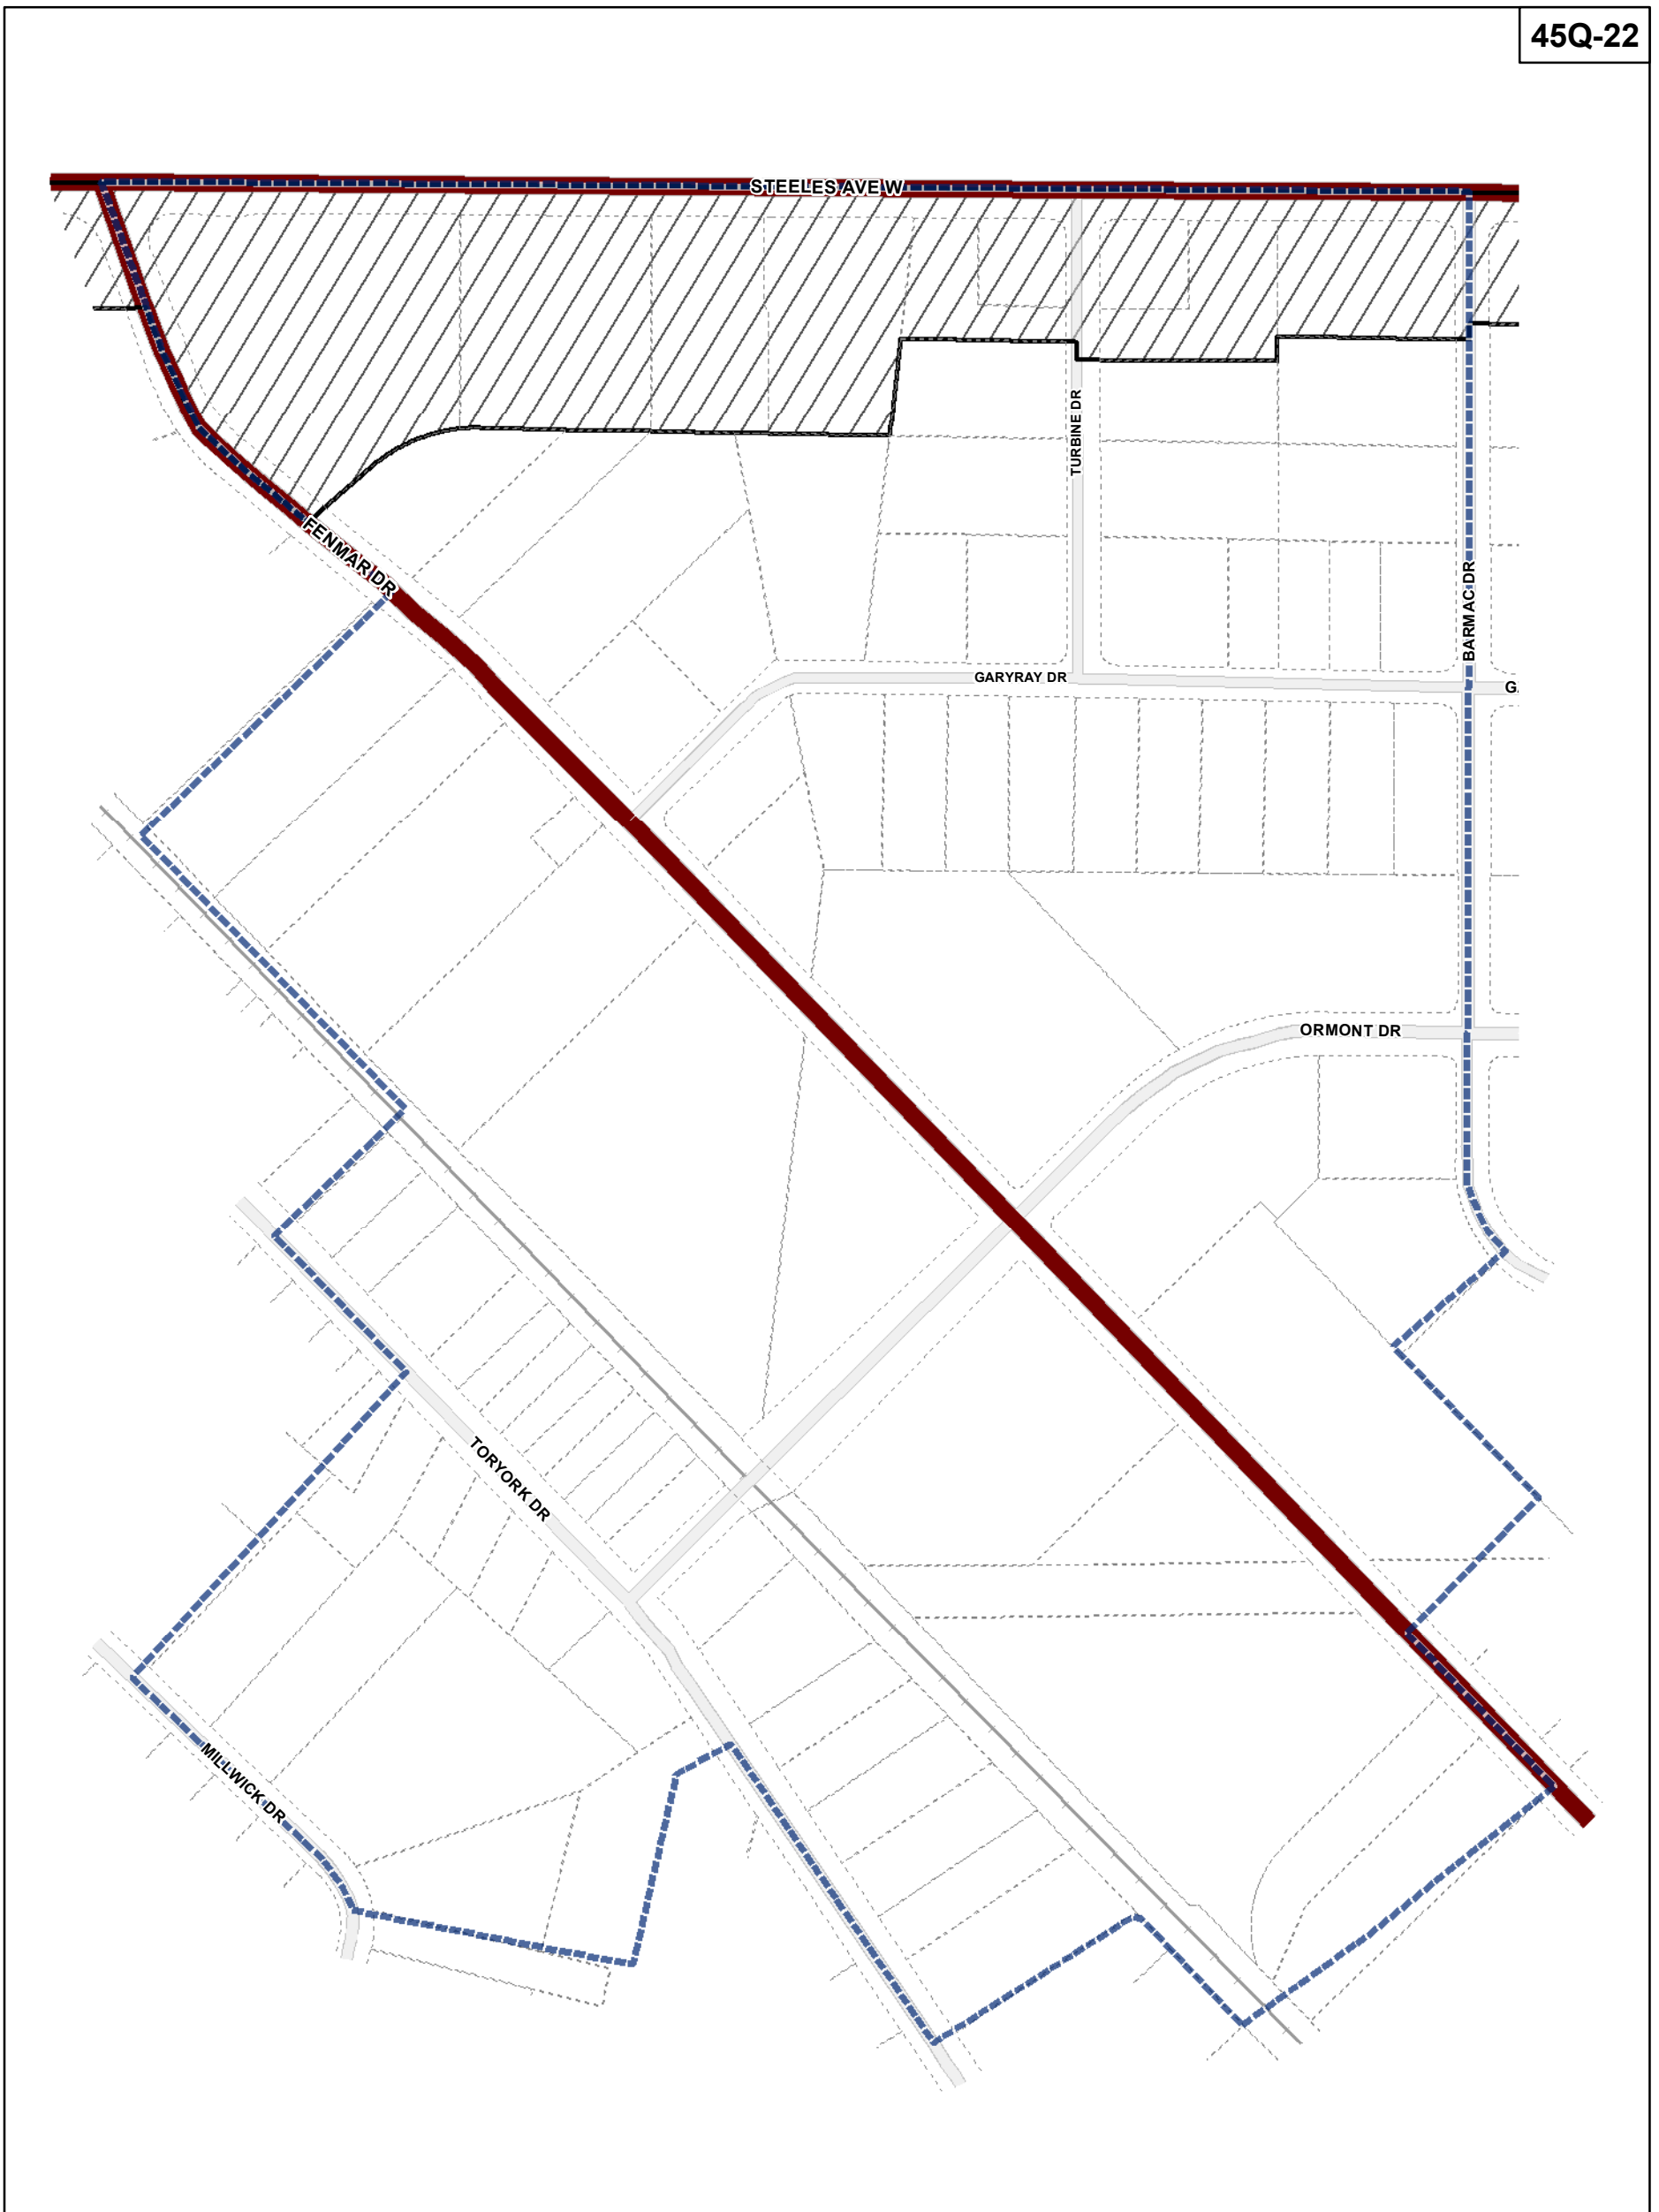 45Q-22
STEELES AVE W
TURBINE DR
FENMAR DR
BARMAC DR
GARYRAY DR
G
ORMONT DR
TORYORK DR
MILLWICK DR